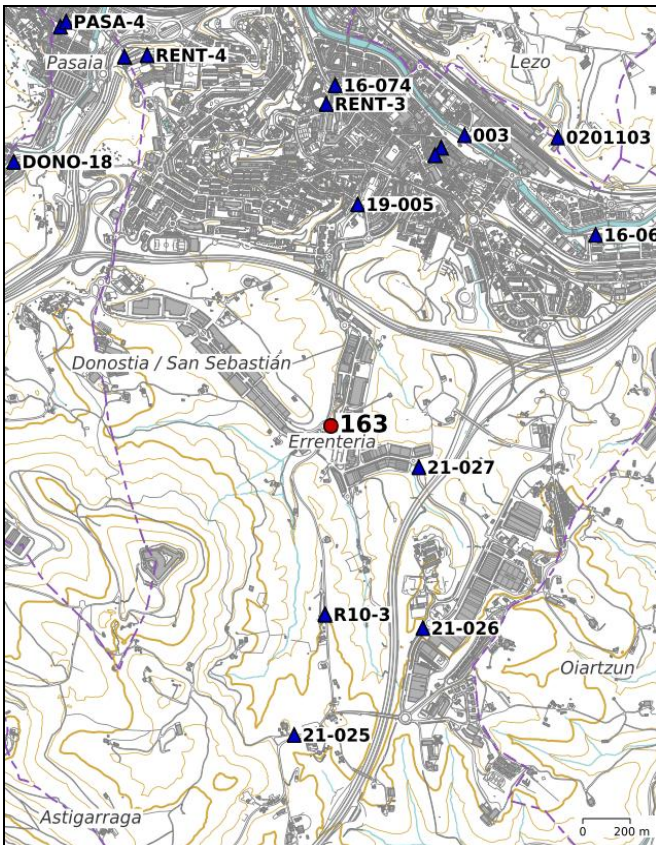 PASA-4
Pasaia
RENT-4
Lezo
16-074
RENT-3
003
0201103
DONO-18
19-005
16-06
Donostia / San Sebastián
163
Errenteria
21-027
R10-3
21-026
Oiartzun
21-025
Astigarraga
0 200 m